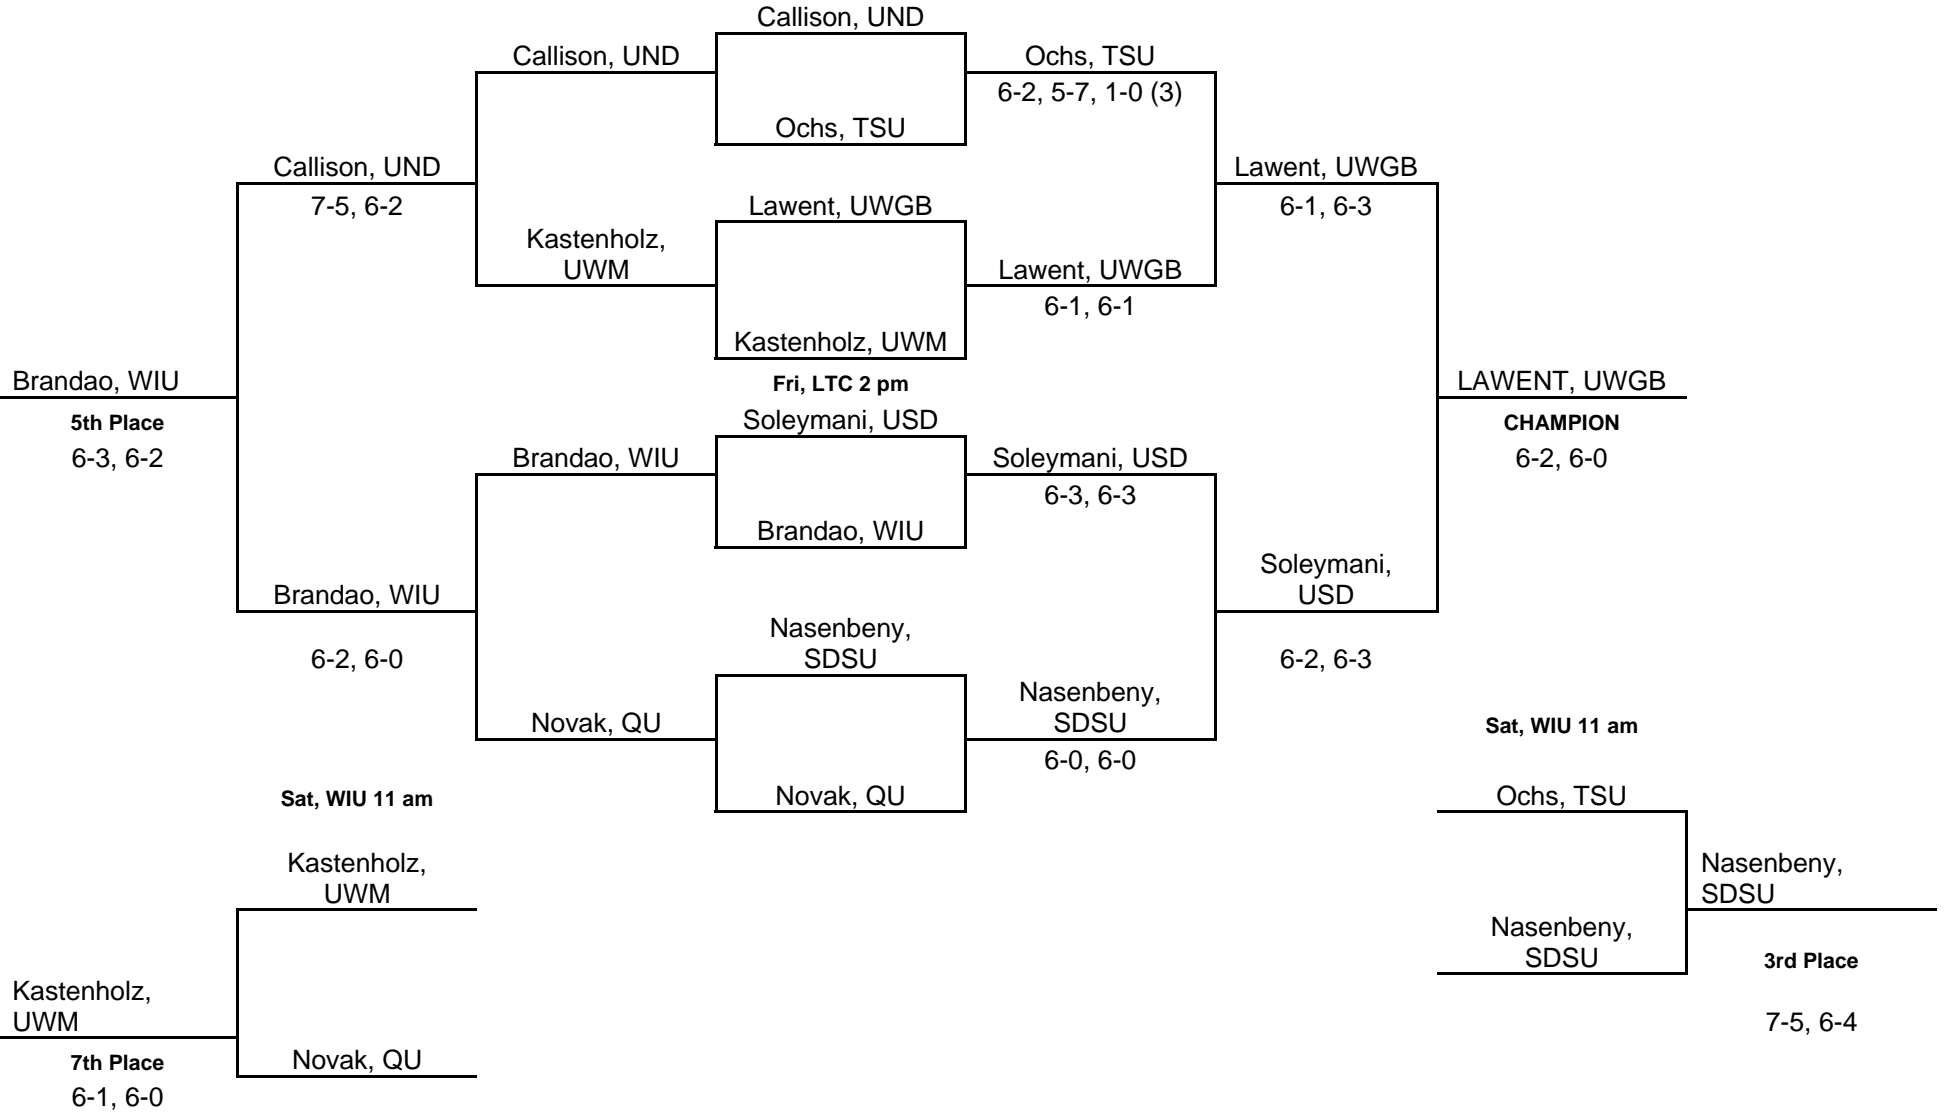 Callison, UND
Callison, UND
Ochs, TSU
6-2, 5-7, 1-0 (3)
Ochs, TSU
Callison, UND
Lawent, UWGB
7-5, 6-2
Lawent, UWGB
6-1, 6-3
Kastenholz,
UWM
Lawent, UWGB
6-1, 6-1
Kastenholz, UWM
Brandao, WIU
Fri, LTC 2 pm
LAWENT, UWGB
5th Place
Soleymani, USD
CHAMPION
6-3, 6-2
Brandao, WIU
Soleymani, USD
6-2, 6-0
6-3, 6-3
Brandao, WIU
Soleymani,
USD
Brandao, WIU
Nasenbeny,
SDSU
6-2, 6-0
6-2, 6-3
Nasenbeny,
SDSU
Novak, QU
Sat, WIU 11 am
6-0, 6-0
Sat, WIU 11 am
Novak, QU
Ochs, TSU
Kastenholz,
UWM
Nasenbeny,
SDSU
Nasenbeny,
SDSU
3rd Place
Kastenholz,
UWM
7-5, 6-4
7th Place
Novak, QU
6-1, 6-0